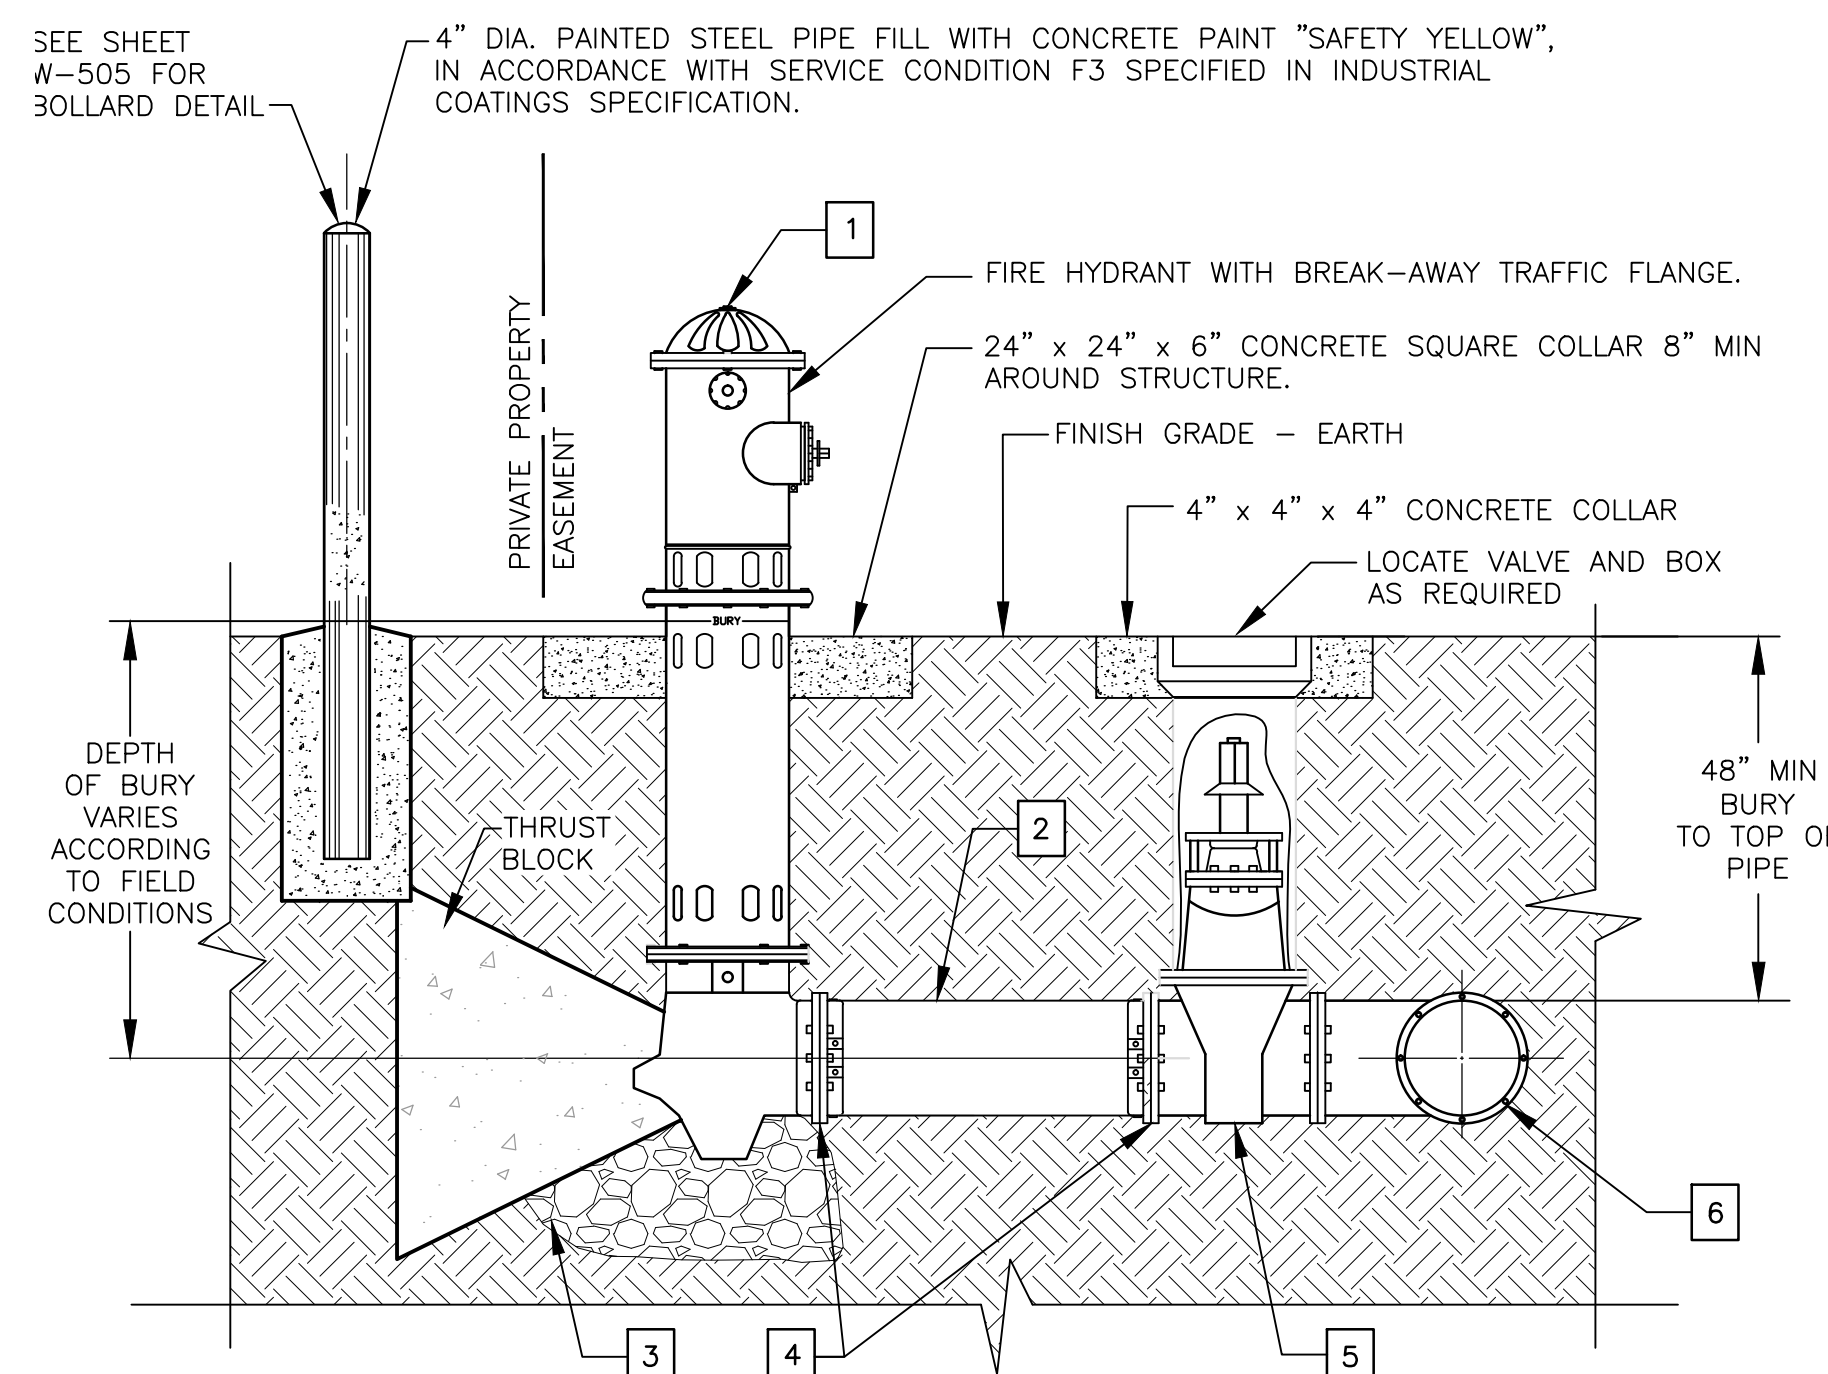 SEE SHEET
W-505 FOR
BOLLARD DETAIL
4" DIA. PAINTED STEEL PIPE FILL WITH CONCRETE PAINT "SAFETY YELLOW",
IN ACCORDANCE WITH SERVICE CONDITION F3 SPECIFIED IN INDUSTRIAL
COATINGS SPECIFICATION.
1
FIRE HYDRANT WITH BREAK-AWAY TRAFFIC FLANGE.
24" x 24" x 6" CONCRETE SQUARE COLLAR 8" MIN
AROUND STRUCTURE.
PRIVATE PROPERTY
EASEMENT
FINISH GRADE - EARTH
4" x 4" x 4" CONCRETE COLLAR
LOCATE VALVE AND BOX
AS REQUIRED
BURY
DEPTH
OF BURY
VARIES
ACCORDING
TO FIELD
CONDITIONS
THRUST
BLOCK
2
48" MIN
BURY
TO TOP OF
PIPE
6
3
4
5